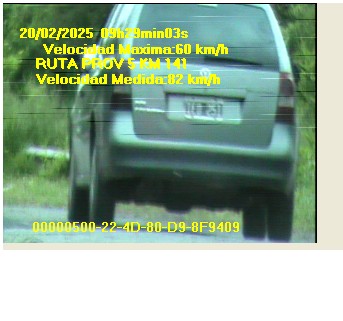 20/02/2025 09h29min03s
Velocidad Maxima:60 km/h
RUTA PROV 5 KM 141
Velocidad Medida:82 km/h
00000500-22-4D-80-D9-8F9409